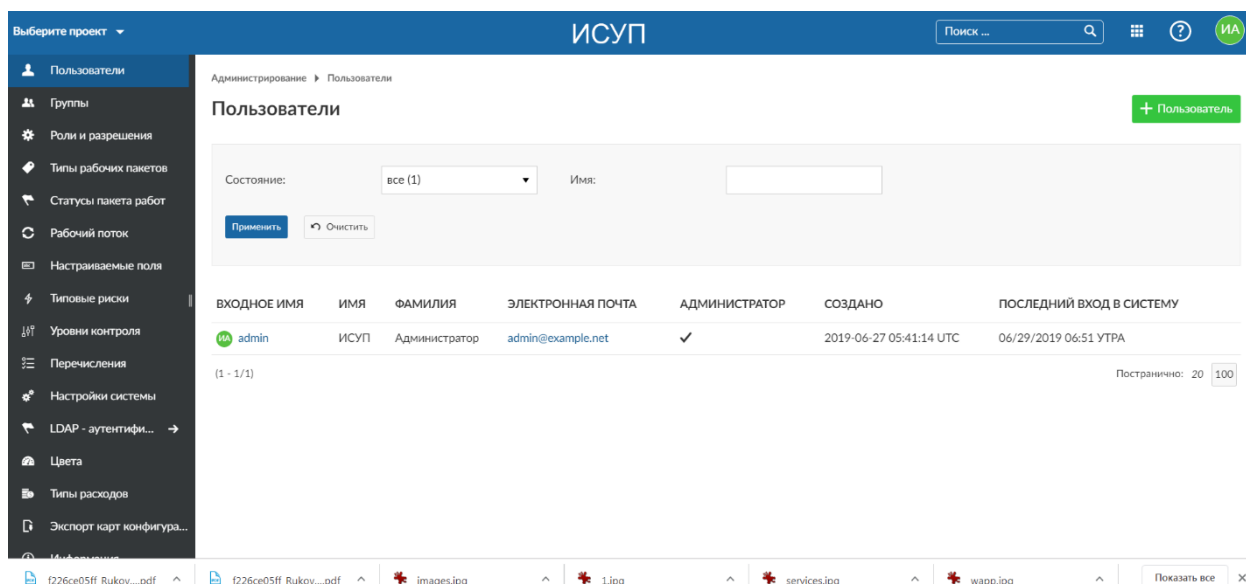 Выберите проект
ИСУП
Поиск ...
ИА
Пользователи
Группы
Роли и разрешения
Типы рабочих пакетов
Статусы пакета работ
Рабочий поток
Настраиваемые поля
Типовые риски
Уровни контроля
Перечисления
Настройки системы
LDAP - аутентифи...
Цвета
Типы расходов
Экспорт карт конфигура...
Информация
Администрирование Пользователи
Пользователи
+ Пользователь
Состояние: все (1) Имя:
Применить Очистить
ВХОДНОЕ ИМЯ ИМЯ ФАМИЛИЯ ЭЛЕКТРОННАЯ ПОЧТА АДМИНИСТРАТОР СОЗДАНО ПОСЛЕДНИЙ ВХОД В СИСТЕМУ
ИА admin ИСУП Администратор admin@example.net 2019-06-27 05:41:14 UTC 06/29/2019 06:51 УТРА
(1 - 1/1) Постранично: 20 100
f226ce05ff_Rukov....pdf f226ce05ff_Rukov....pdf images.jpg 1.jpg services.jpg wapp.jpg Показать все